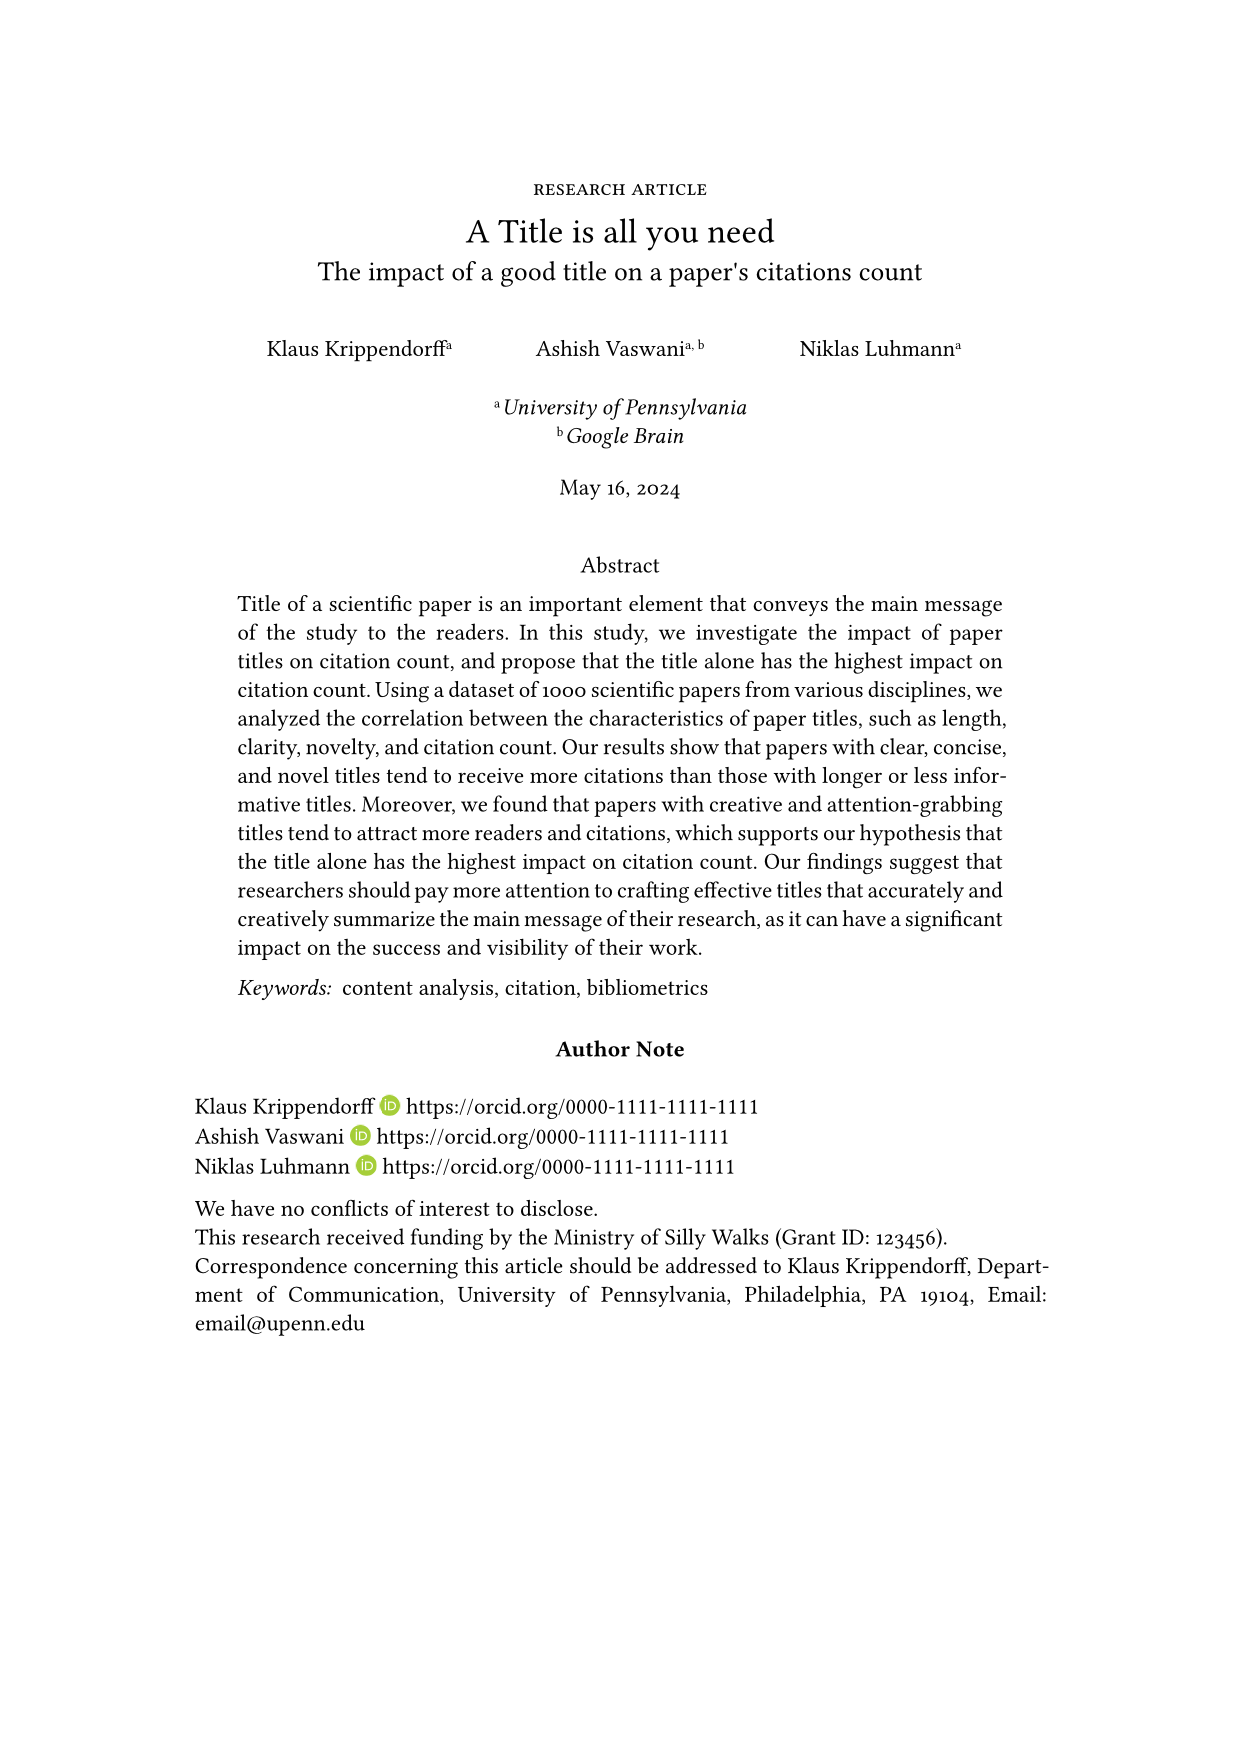 RESEARCH ARTICLE
A Title is all you need
The impact of a good title on a paper's citations count
Klaus Krippendorffᵃ Ashish Vaswaniᵃ, ᵇ Niklas Luhmannᵃ
ᵃ University of Pennsylvania
ᵇ Google Brain
May 16, 2024
Abstract
Title of a scientific paper is an important element that conveys the main message
of the study to the readers. In this study, we investigate the impact of paper
titles on citation count, and propose that the title alone has the highest impact on
citation count. Using a dataset of 1000 scientific papers from various disciplines, we
analyzed the correlation between the characteristics of paper titles, such as length,
clarity, novelty, and citation count. Our results show that papers with clear, concise,
and novel titles tend to receive more citations than those with longer or less infor-
mative titles. Moreover, we found that papers with creative and attention-grabbing
titles tend to attract more readers and citations, which supports our hypothesis that
the title alone has the highest impact on citation count. Our findings suggest that
researchers should pay more attention to crafting effective titles that accurately and
creatively summarize the main message of their research, as it can have a significant
impact on the success and visibility of their work.
Keywords: content analysis, citation, bibliometrics
Author Note
Klaus Krippendorff iD https://orcid.org/0000-1111-1111-1111
Ashish Vaswani iD https://orcid.org/0000-1111-1111-1111
Niklas Luhmann iD https://orcid.org/0000-1111-1111-1111
We have no conflicts of interest to disclose.
This research received funding by the Ministry of Silly Walks (Grant ID: 123456).
Correspondence concerning this article should be addressed to Klaus Krippendorff, Depart-
ment of Communication, University of Pennsylvania, Philadelphia, PA 19104, Email:
email@upenn.edu